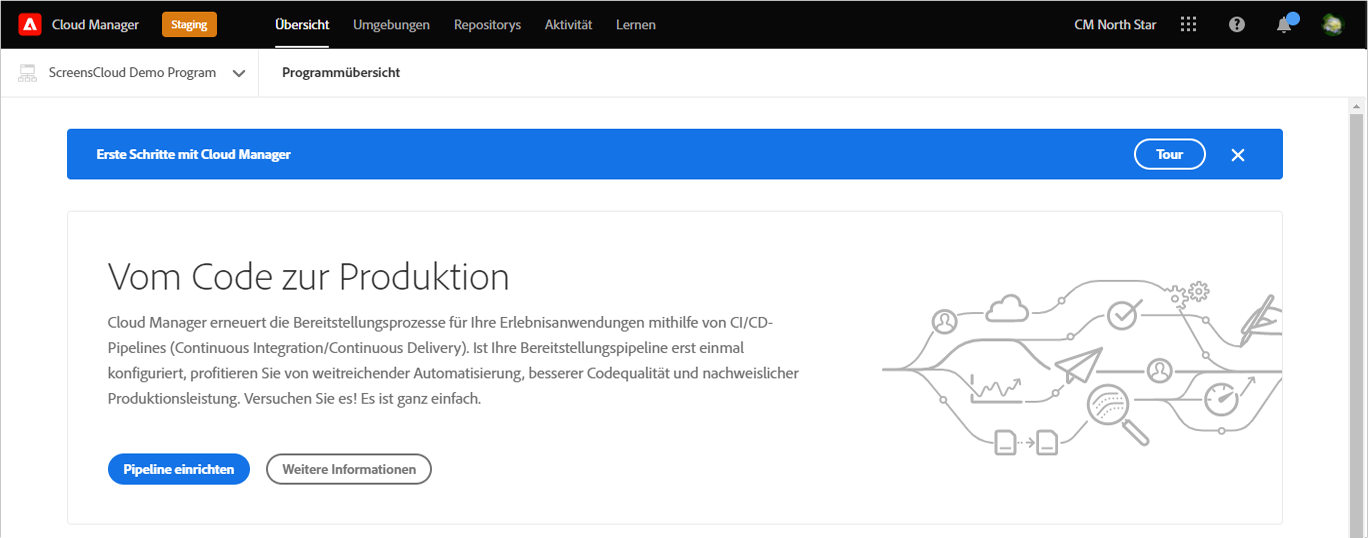 Cloud Manager Staging Übersicht Umgebungen Repositorys Aktivität Lernen CM North Star
ScreensCloud Demo Program Programmübersicht
Erste Schritte mit Cloud Manager Tour
Vom Code zur Produktion
Cloud Manager erneuert die Bereitstellungsprozesse für Ihre Erlebnisanwendungen mithilfe von CI/CD-
Pipelines (Continuous Integration/Continuous Delivery). Ist Ihre Bereitstellungspipeline erst einmal
konfiguriert, profitieren Sie von weitreichender Automatisierung, besserer Codequalität und nachweislicher
Produktionsleistung. Versuchen Sie es! Es ist ganz einfach.
Pipeline einrichten Weitere Informationen